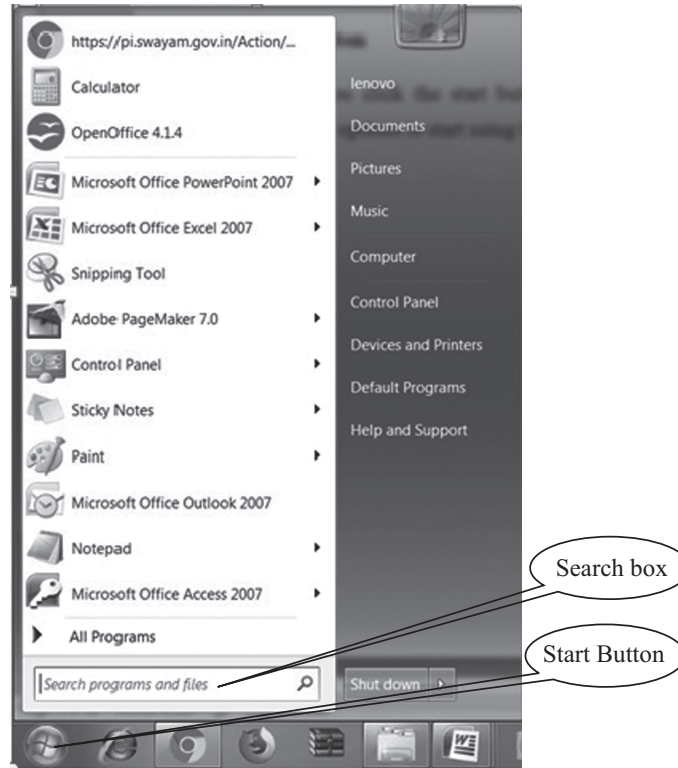 https://pi.swayam.gov.in/Action/...
Calculator
OpenOffice 4.1.4
Microsoft Office PowerPoint 2007
Microsoft Office Excel 2007
Snipping Tool
Adobe PageMaker 7.0
Control Panel
Sticky Notes
Paint
Microsoft Office Outlook 2007
Notepad
Microsoft Office Access 2007
All Programs
Search programs and files
lenovo
Documents
Pictures
Music
Computer
Control Panel
Devices and Printers
Default Programs
Help and Support
Shut down
Search box
Start Button